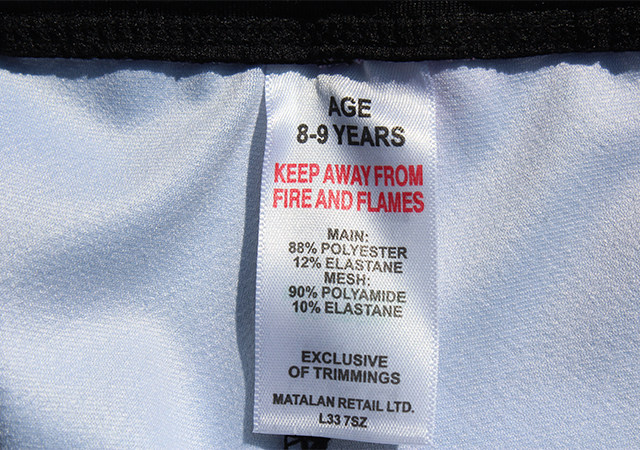 AGE
8-9 YEARS
KEEP AWAY FROM
FIRE AND FLAMES
MAIN:
88% POLYESTER
12% ELASTANE
MESH:
90% POLYAMIDE
10% ELASTANE
EXCLUSIVE
OF TRIMMINGS
MATALAN RETAIL LTD.
L33 7SZ